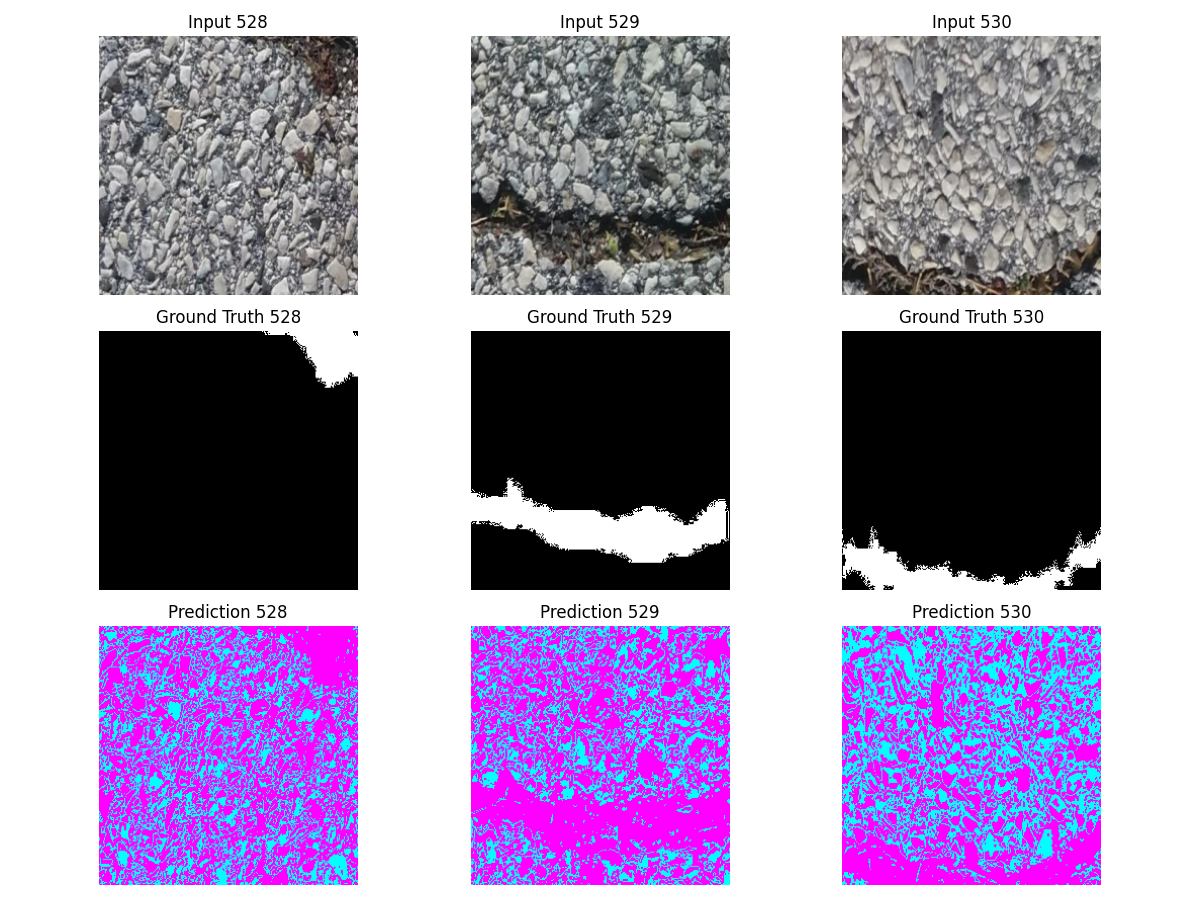 Input 528
Input 529
Input 530
Ground Truth 528
Ground Truth 529
Ground Truth 530
Prediction 528
Prediction 529
Prediction 530